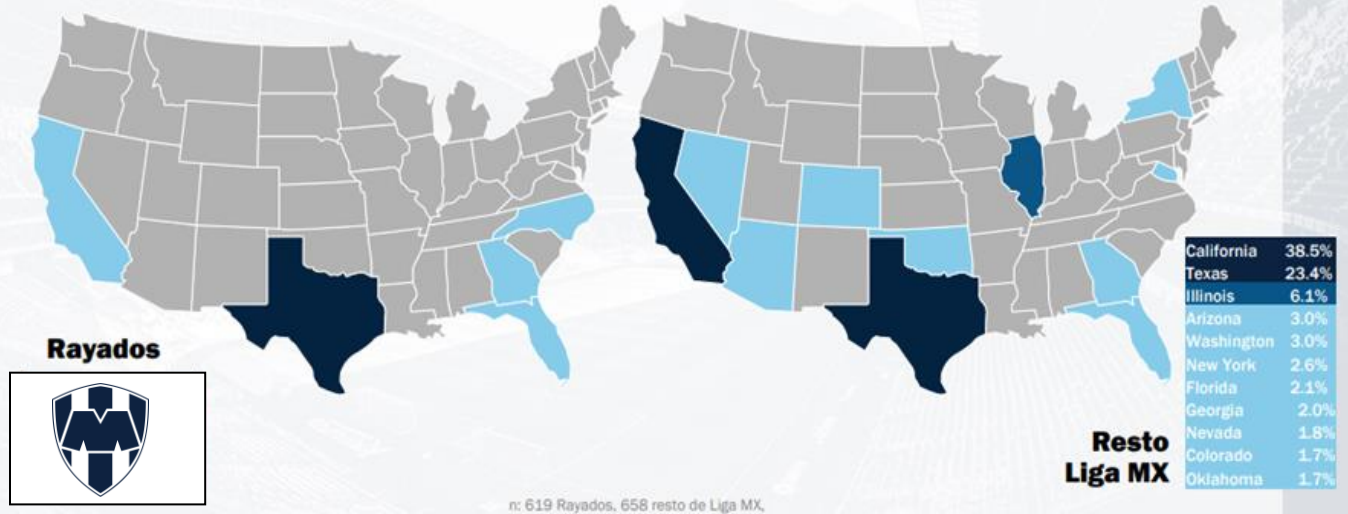 Rayados
Resto
Liga MX
California 38.5%
Texas 23.4%
Illinois 6.1%
Arizona 3.0%
Washington 3.0%
New York 2.6%
Florida 2.1%
Georgia 2.0%
Nevada 1.8%
Colorado 1.7%
Oklahoma 1.7%
n: 619 Rayados, 658 resto de Liga MX,